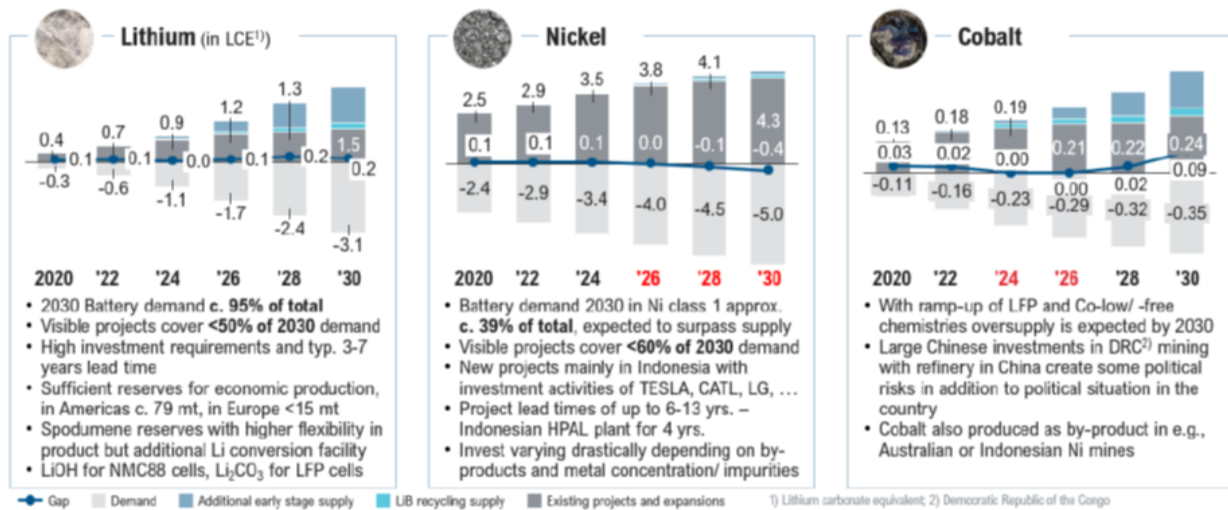 Lithium (in LCE1))
0.4
0.7
0.9
1.2
1.3
1.5
0.1
0.1
0.0
0.1
0.2
0.2
-0.3
-0.6
-1.1
-1.7
-2.4
-3.1
2020 '22 '24 '26 '28 '30
• 2030 Battery demand c. 95% of total
• Visible projects cover <50% of 2030 demand
• High investment requirements and typ. 3-7
years lead time
• Sufficient reserves for economic production,
in Americas c. 79 mt, in Europe <15 mt
• Spodumene reserves with higher flexibility in
product but additional Li conversion facility
• LiOH for NMC88 cells, Li2CO3 for LFP cells
Nickel
2.5
2.9
3.5
3.8
4.1
4.3
0.1
0.1
0.1
0.0
-0.1
-0.4
-2.4
-2.9
-3.4
-4.0
-4.5
-5.0
2020 '22 '24 '26 '28 '30
• Battery demand 2030 in Ni class 1 approx.
c. 39% of total, expected to surpass supply
• Visible projects cover <60% of 2030 demand
• New projects mainly in Indonesia with
investment activities of TESLA, CATL, LG, …
• Project lead times of up to 6-13 yrs. –
Indonesian HPAL plant for 4 yrs.
• Invest varying drastically depending on by-
products and metal concentration/ impurities
Cobalt
0.13
0.18
0.19
0.21
0.22
0.24
0.03
0.02
0.00
0.00
0.02
0.09
-0.11
-0.16
-0.23
-0.29
-0.32
-0.35
2020 '22 '24 '26 '28 '30
• With ramp-up of LFP and Co-low/ -free
chemistries oversupply is expected by 2030
• Large Chinese investments in DRC2) mining
with refinery in China create some political
risks in addition to political situation in the
country
• Cobalt also produced as by-product in e.g.,
Australian or Indonesian Ni mines
Gap Demand Additional early stage supply LiB recycling supply Existing projects and expansions
1) Lithium carbonate equivalent; 2) Democratic Republic of the Congo